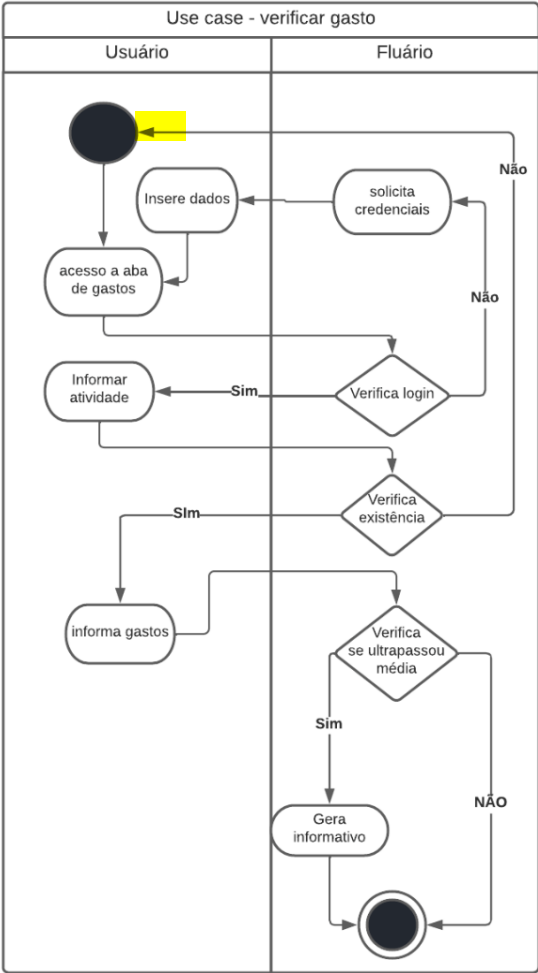 Use case - verificar gasto
Usuário
Fluário
Não
Insere dados
solicita
credenciais
acesso a aba
de gastos
Não
Informar
atividade
Sim
Verifica login
Verifica
existência
SIm
informa gastos
Verifica
se ultrapassou
média
Sim
NÃO
Gera
informativo